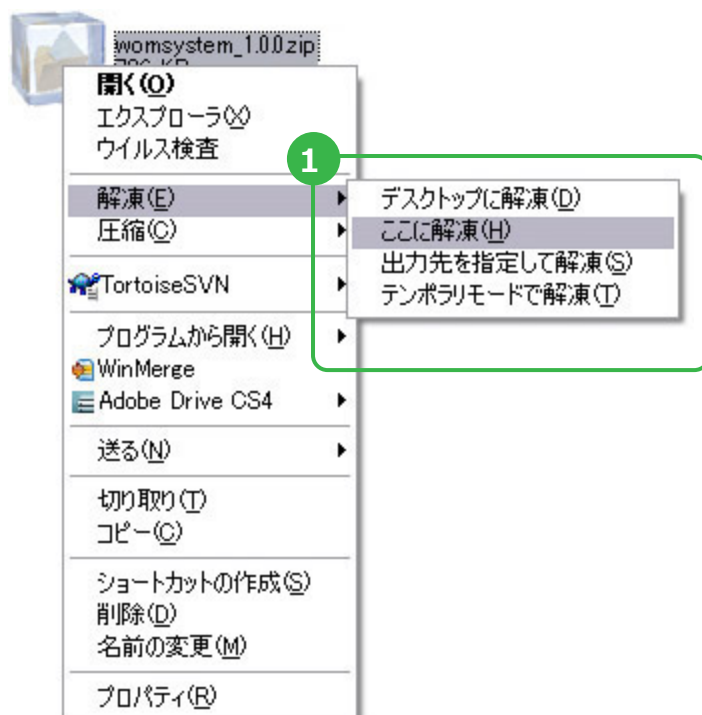 womsystem_1.0.0.zip
開く(O)
エクスプローラ(X)
ウイルス検査
1
解凍(E)
デスクトップに解凍(D)
圧縮(C)
ここに解凍(H)
出力先を指定して解凍(S)
TortoiseSVN
テンポラリモードで解凍(T)
プログラムから開く(H)
WinMerge
Adobe Drive CS4
送る(N)
切り取り(T)
コピー(C)
ショートカットの作成(S)
削除(D)
名前の変更(M)
プロパティ(R)